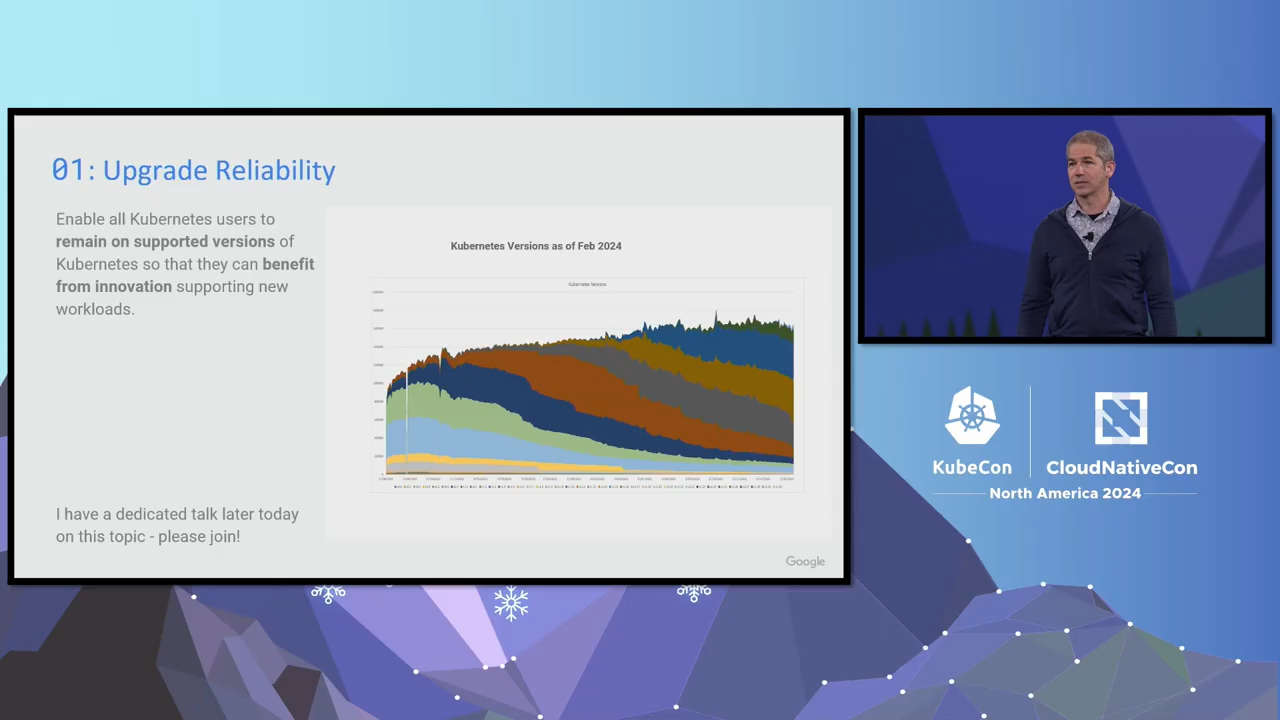 01: Upgrade Reliability
Enable all Kubernetes users to
remain on supported versions of
Kubernetes so that they can benefit
from innovation supporting new
workloads.
Kubernetes Versions as of Feb 2024
Kubernetes Versions
I have a dedicated talk later today
on this topic - please join!
Google
KubeCon
CloudNativeCon
North America 2024